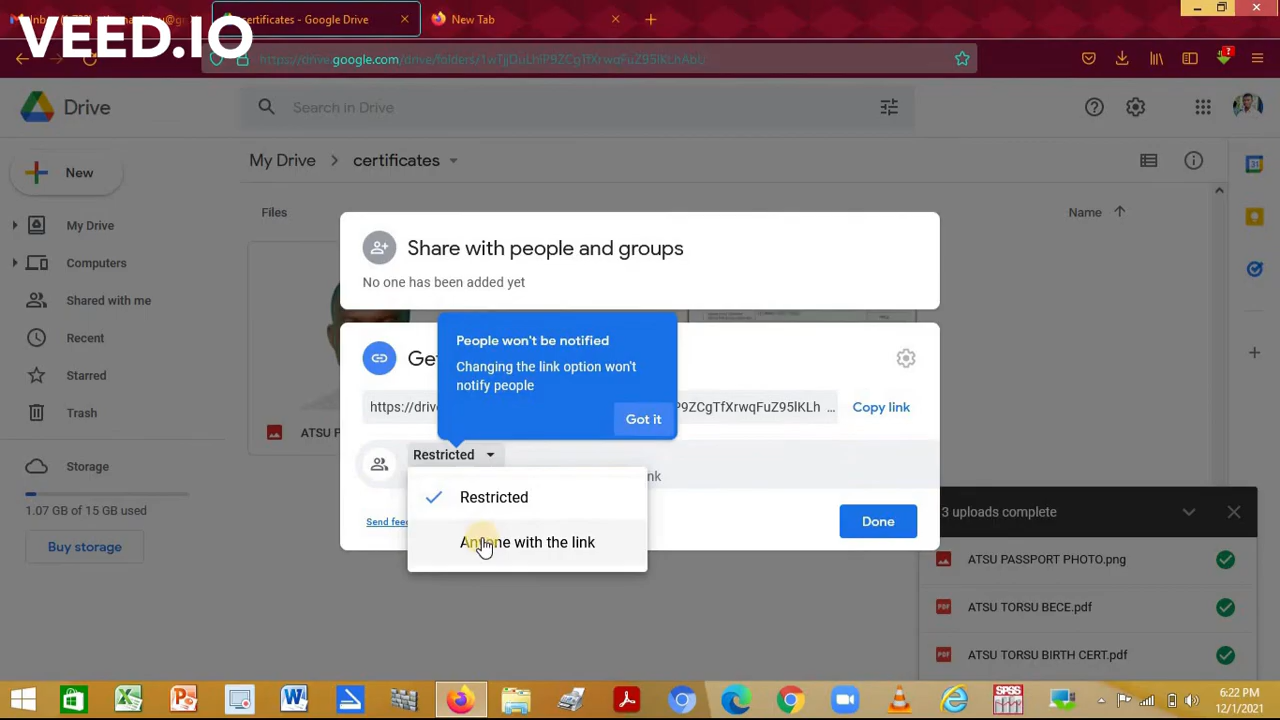 VEED.IO
certificates - Google Drive
New Tab
Drive
Search in Drive
New
My Drive
certificates
My Drive
Computers
Shared with me
Recent
Starred
Trash
Storage
1.07 GB of 15 GB used
Buy storage
Files
Name
Share with people and groups
No one has been added yet
People won't be notified
Changing the link option won't
notify people
Got it
Copy link
Restricted
Restricted
Anyone with the link
Done
3 uploads complete
ATSU PASSPORT PHOTO.png
ATSU TORSU BECE.pdf
ATSU TORSU BIRTH CERT.pdf
6:22 PM
12/1/2021